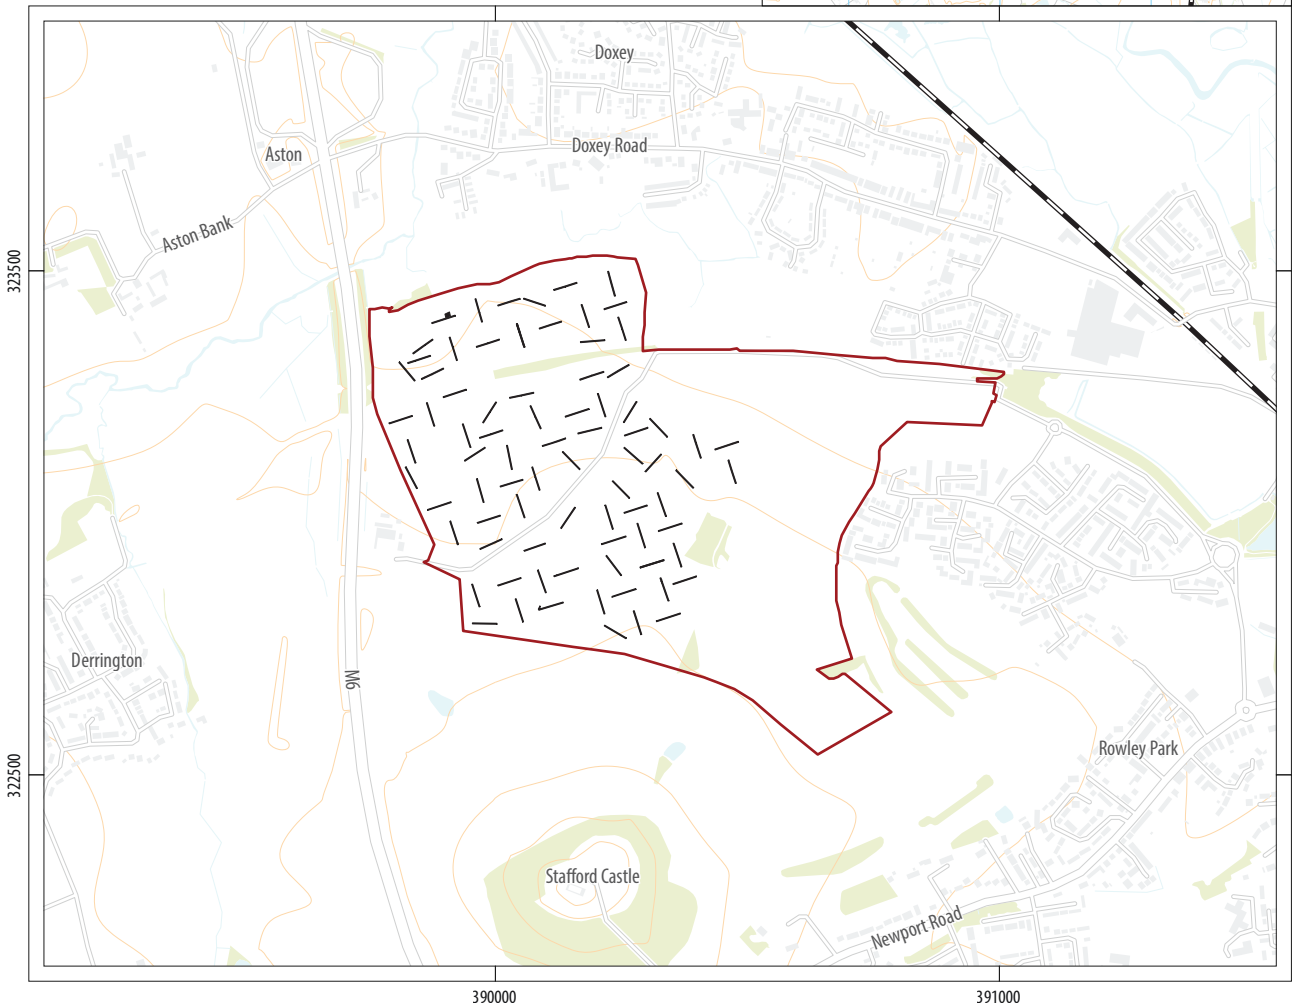 Doxey
Doxey Road
Aston
Aston Bank
323500
Derrington
M6
Rowley Park
322500
Stafford Castle
Newport Road
390000
391000